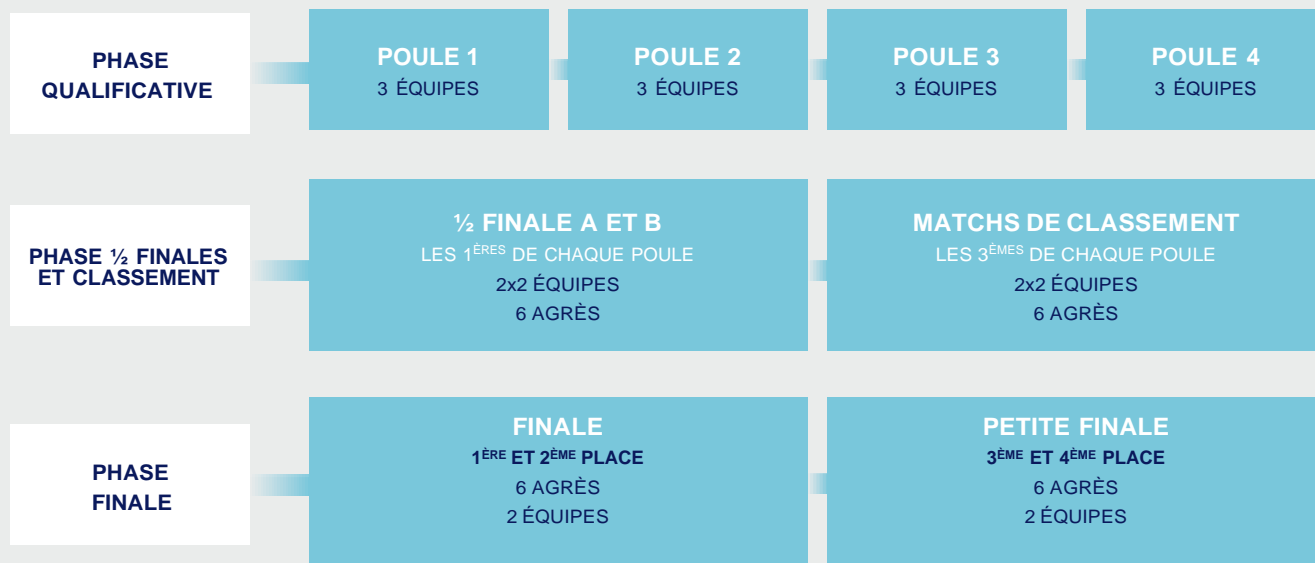 PHASE
QUALIFICATIVE
POULE 1
3 ÉQUIPES
POULE 2
3 ÉQUIPES
POULE 3
3 ÉQUIPES
POULE 4
3 ÉQUIPES
PHASE ½ FINALES
ET CLASSEMENT
½ FINALE A ET B
LES 1ÈRES DE CHAQUE POULE
2x2 ÉQUIPES
6 AGRÈS
MATCHS DE CLASSEMENT
LES 3ÈMES DE CHAQUE POULE
2x2 ÉQUIPES
6 AGRÈS
PHASE
FINALE
FINALE
1ÈRE ET 2ÈME PLACE
6 AGRÈS
2 ÉQUIPES
PETITE FINALE
3ÈME ET 4ÈME PLACE
6 AGRÈS
2 ÉQUIPES